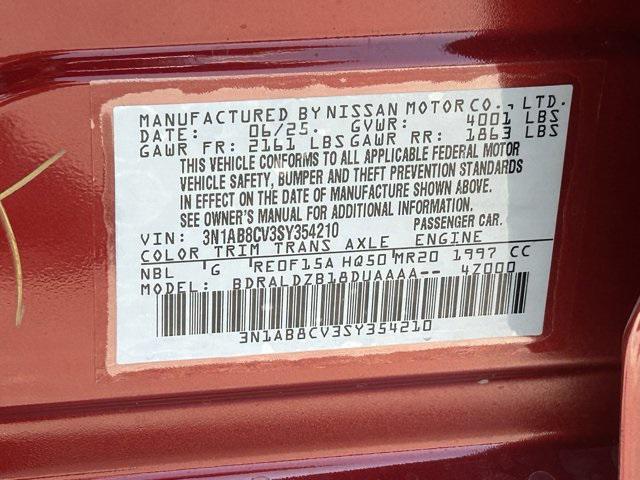 MANUFACTURED BY NISSAN MOTOR CO., LTD.
DATE: 06/25. GVWR: 4001 LBS
GAWR FR: 2161 LBS GAWR RR: 1863 LBS
THIS VEHICLE CONFORMS TO ALL APPLICABLE FEDERAL MOTOR
VEHICLE SAFETY, BUMPER AND THEFT PREVENTION STANDARDS
IN EFFECT ON THE DATE OF MANUFACTURE SHOWN ABOVE.
SEE OWNER'S MANUAL FOR ADDITIONAL INFORMATION.
VIN: 3N1AB8CV3SY354210 PASSENGER CAR.
COLOR TRIM TRANS AXLE ENGINE
NBL G RE0F15A HQ50 MR20 1997 CC
MODEL: BDRALDZB18DUAAAA-- 47000
3N1AB8CV3SY354210